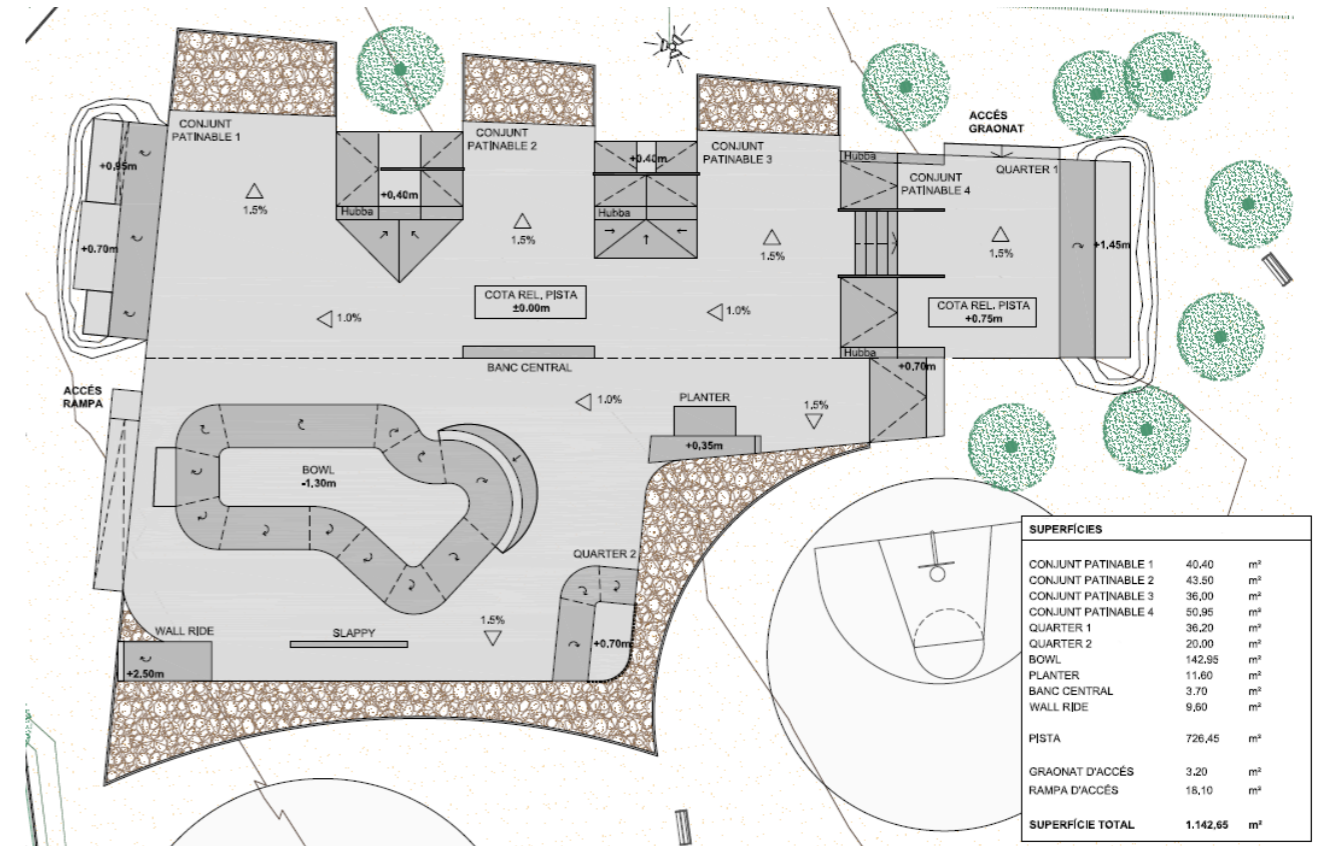 CONJUNT
PATINABLE 1
CONJUNT
PATINABLE 2
CONJUNT
PATINABLE 3
ACCÉS
GRAONAT
Hubba
QUARTER 1
CONJUNT
PATINABLE 4
+0,95m
+0,40m
+0.40m
Hubba
Hubba
1.5%
1.5%
1.5%
1.5%
+0.70m
+1,45m
COTA REL. PISTA
±0.00m
COTA REL. PISTA
+0.75m
1.0%
1.0%
Hubba
BANC CENTRAL
+0.70m
ACCÉS
RAMPA
1.0%
PLANTER
1.5%
+0,35m
BOWL
-1,30m
QUARTER 2
WALL RIDE
SLAPPY
1.5%
+0.70m
+2.50m
SUPERFÍCIES
CONJUNT PATINABLE 1 40.40 m²
CONJUNT PATINABLE 2 43.50 m²
CONJUNT PATINABLE 3 36,00 m²
CONJUNT PATINABLE 4 50,95 m²
QUARTER 1 36,20 m²
QUARTER 2 20.00 m²
BOWL 142.95 m²
PLANTER 11.60 m²
BANC CENTRAL 3.70 m²
WALL RIDE 9,60 m²
PISTA 726,45 m²
GRAONAT D'ACCÉS 3.20 m²
RAMPA D'ACCÉS 18,10 m²
SUPERFÍCIE TOTAL 1.142,65 m²